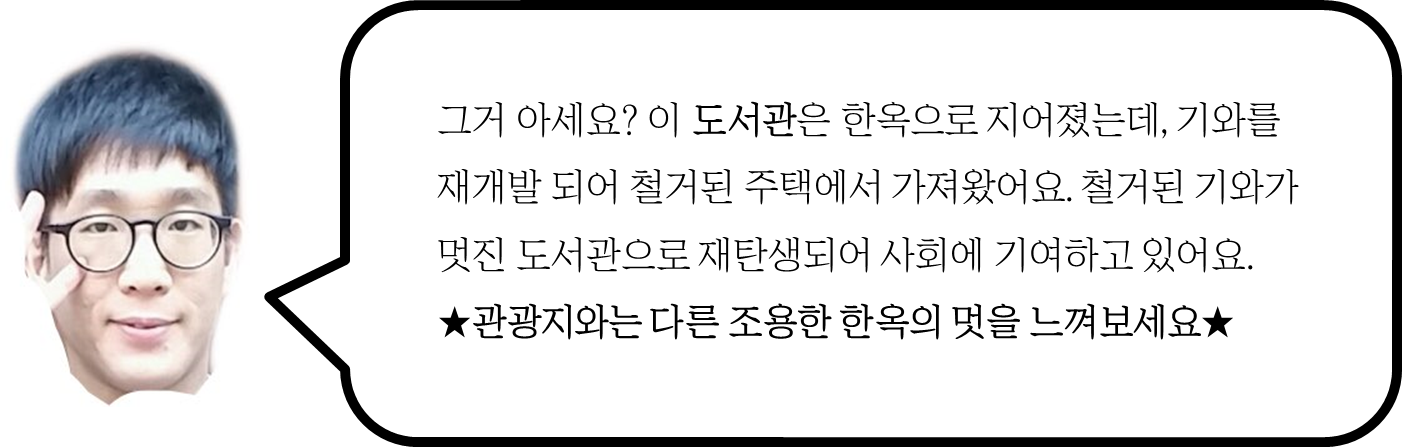 그거 아세요? 이 도서관은 한옥으로 지어졌는데, 기와를
재개발 되어 철거된 주택에서 가져왔어요. 철거된 기와가
멋진 도서관으로 재탄생되어 사회에 기여하고 있어요.
★관광지와는 다른 조용한 한옥의 멋을 느껴보세요★